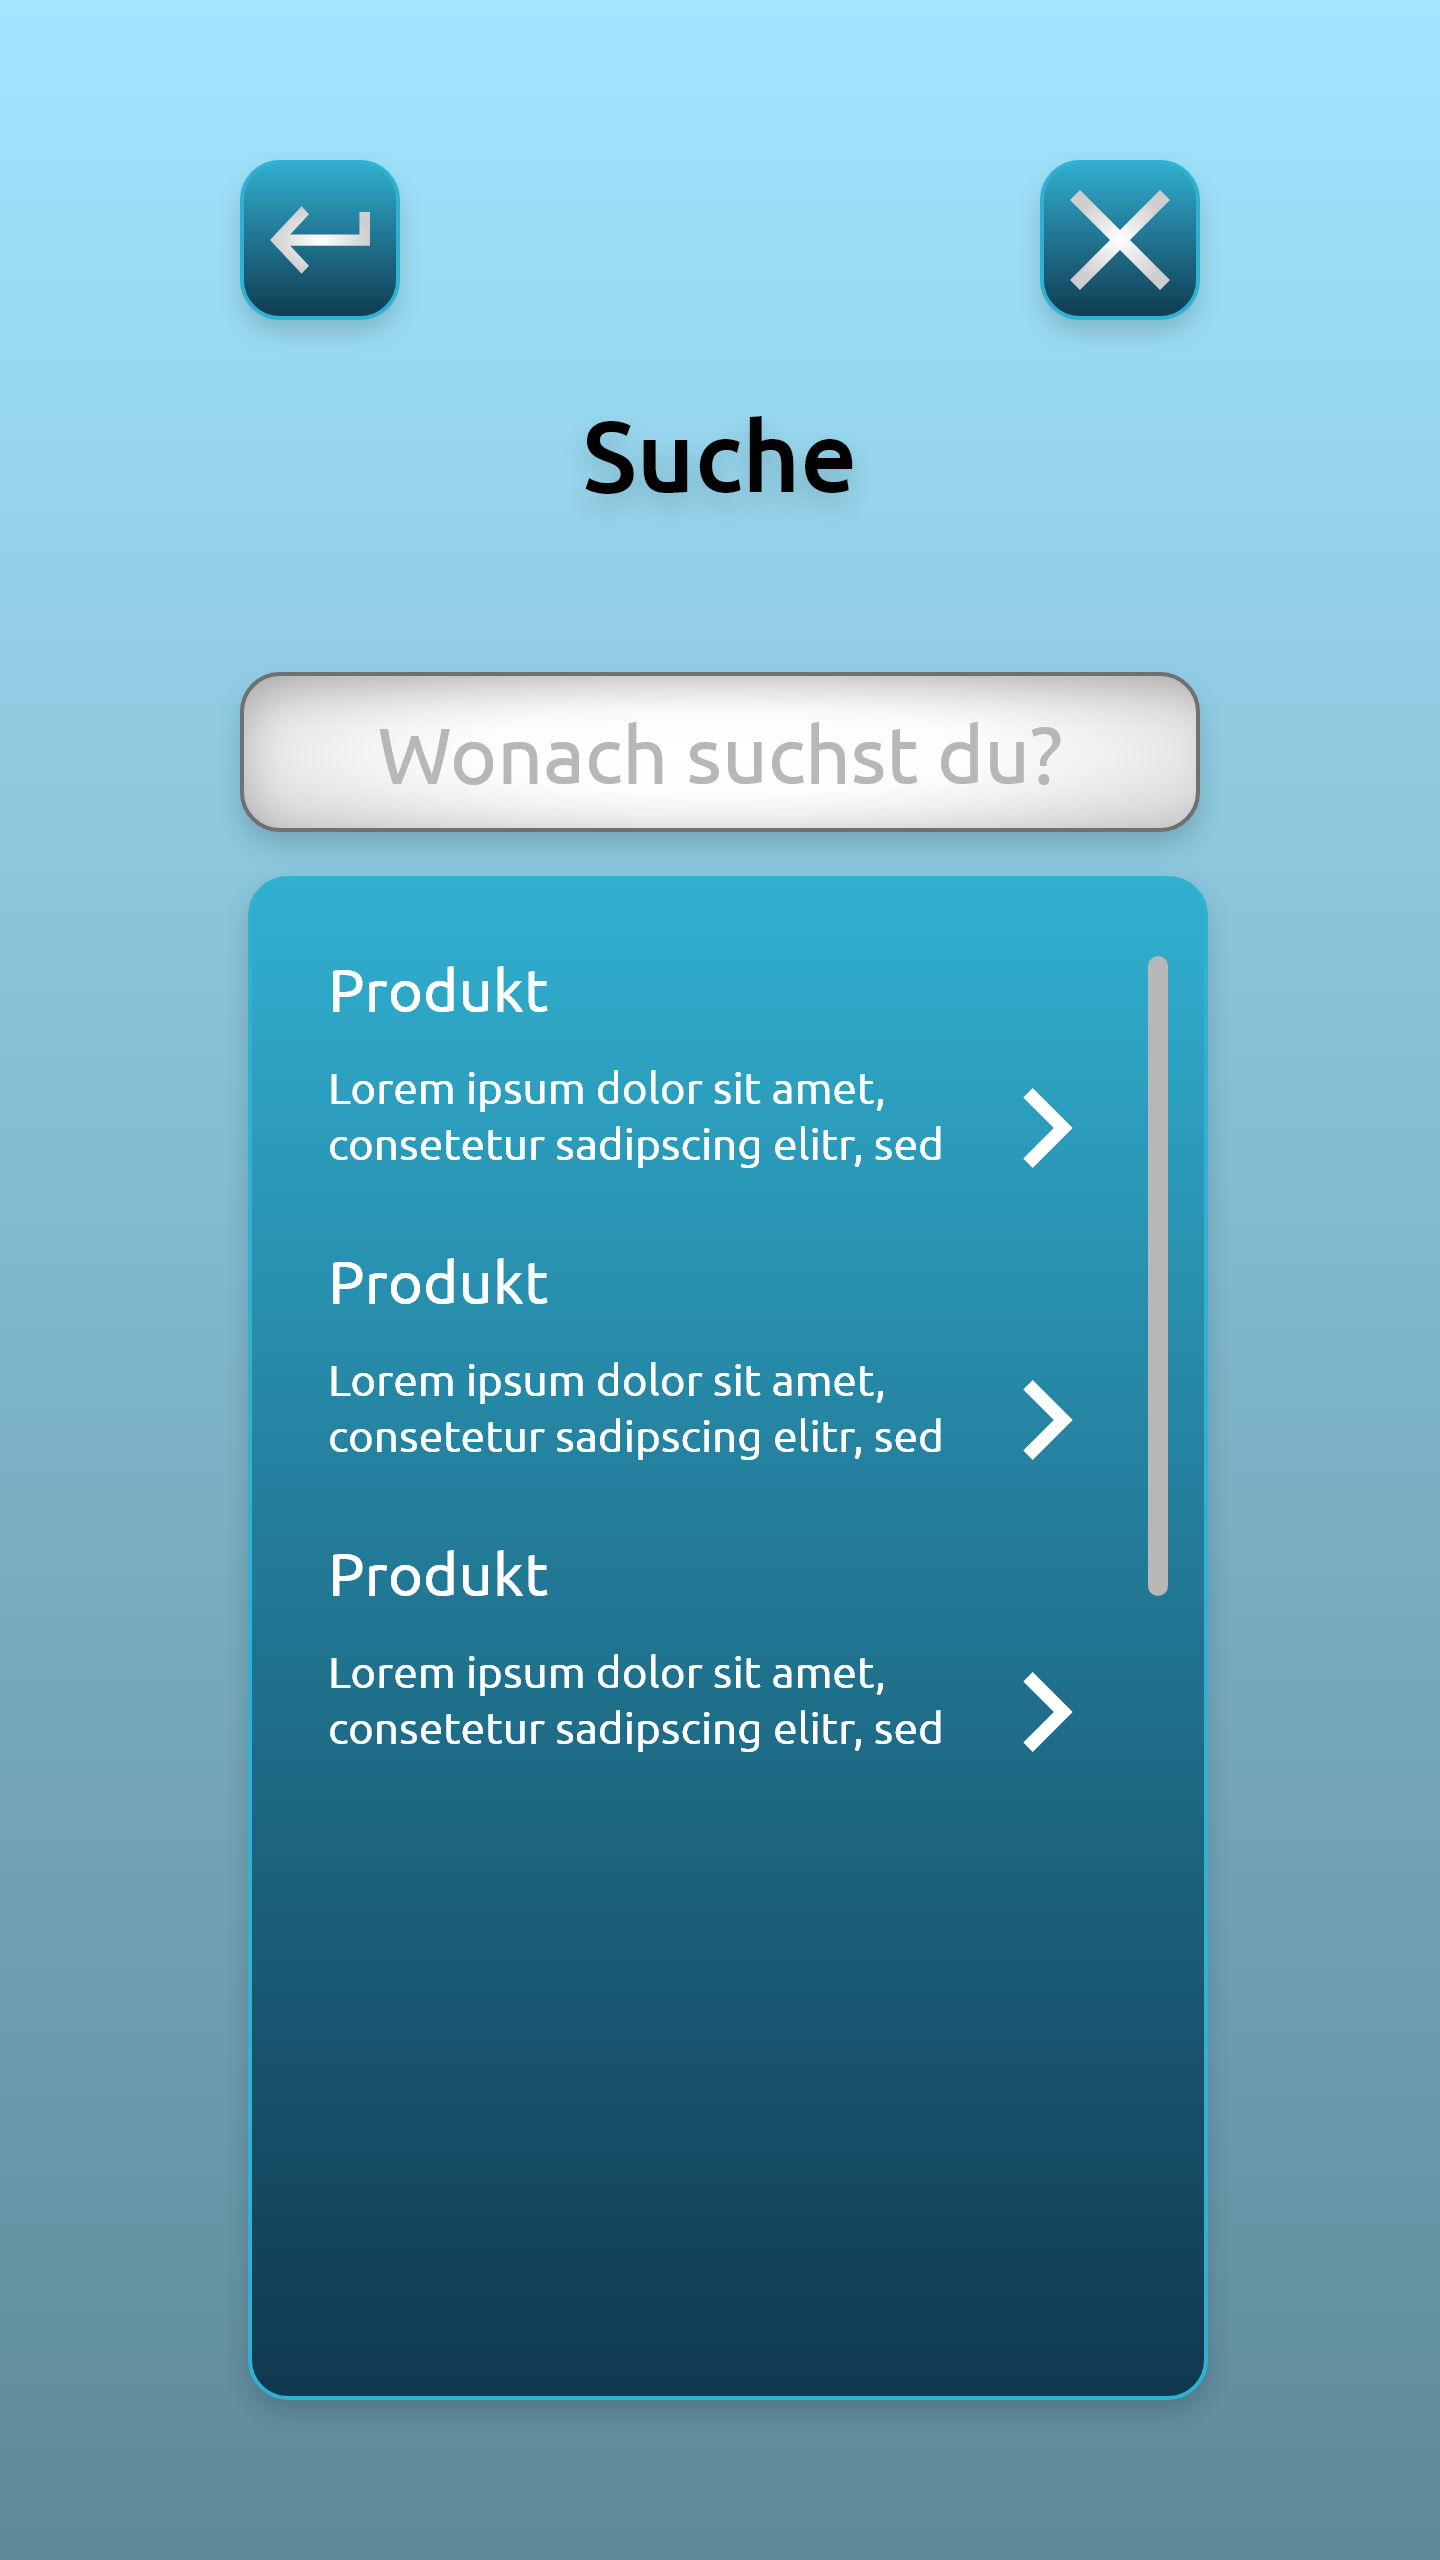 Suche
Wonach suchst du?
Produkt
Lorem ipsum dolor sit amet,
consetetur sadipscing elitr, sed
Produkt
Lorem ipsum dolor sit amet,
consetetur sadipscing elitr, sed
Produkt
Lorem ipsum dolor sit amet,
consetetur sadipscing elitr, sed